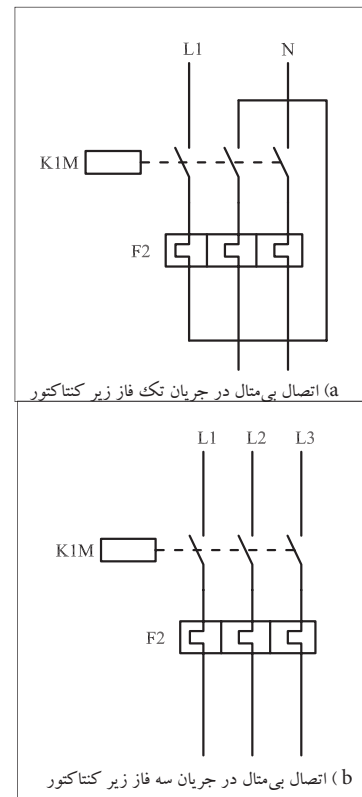 L1 N
K1M
F2
a) اتصال بی‌متال در جریان تک فاز زیر کنتاکتور
L1 L2 L3
K1M
F2
b) اتصال بی‌متال در جریان سه فاز زیر کنتاکتور